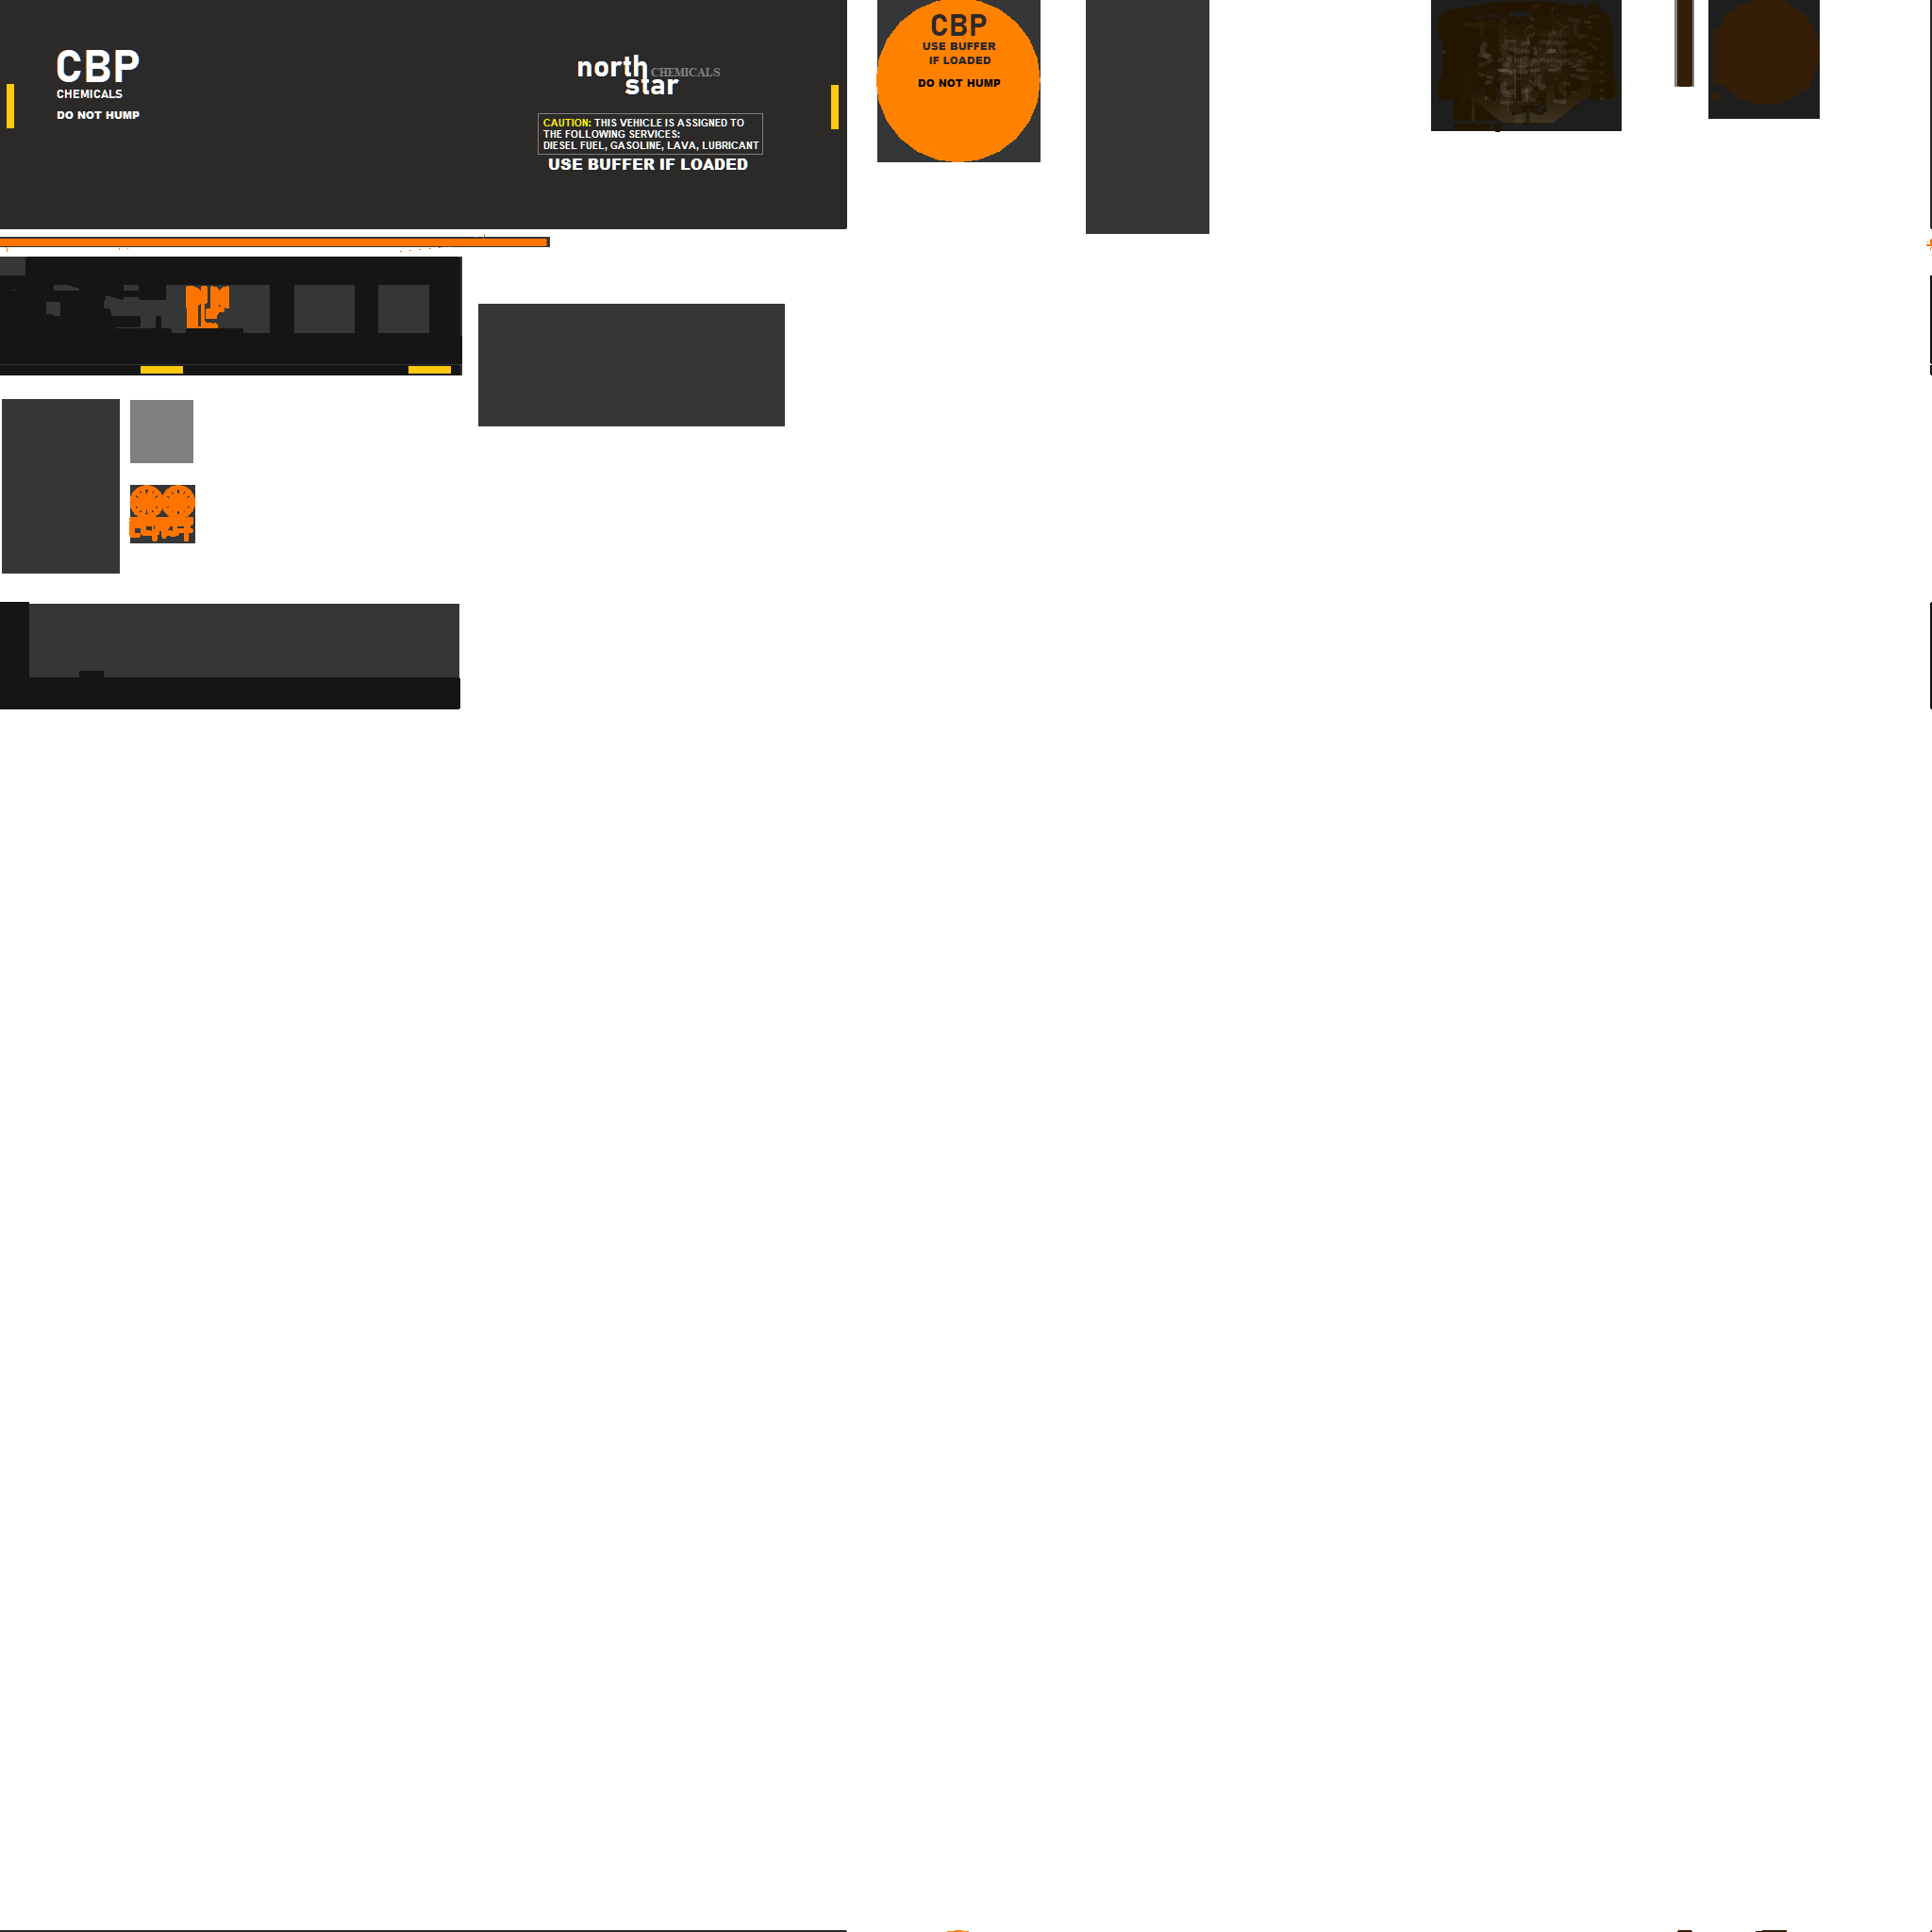 CBP
CHEMICALS
DO NOT HUMP
north
CHEMICALS
star
CAUTION: THIS VEHICLE IS ASSIGNED TO
THE FOLLOWING SERVICES:
DIESEL FUEL, GASOLINE, LAVA, LUBRICANT
USE BUFFER IF LOADED
CBP
USE BUFFER
IF LOADED
DO NOT HUMP